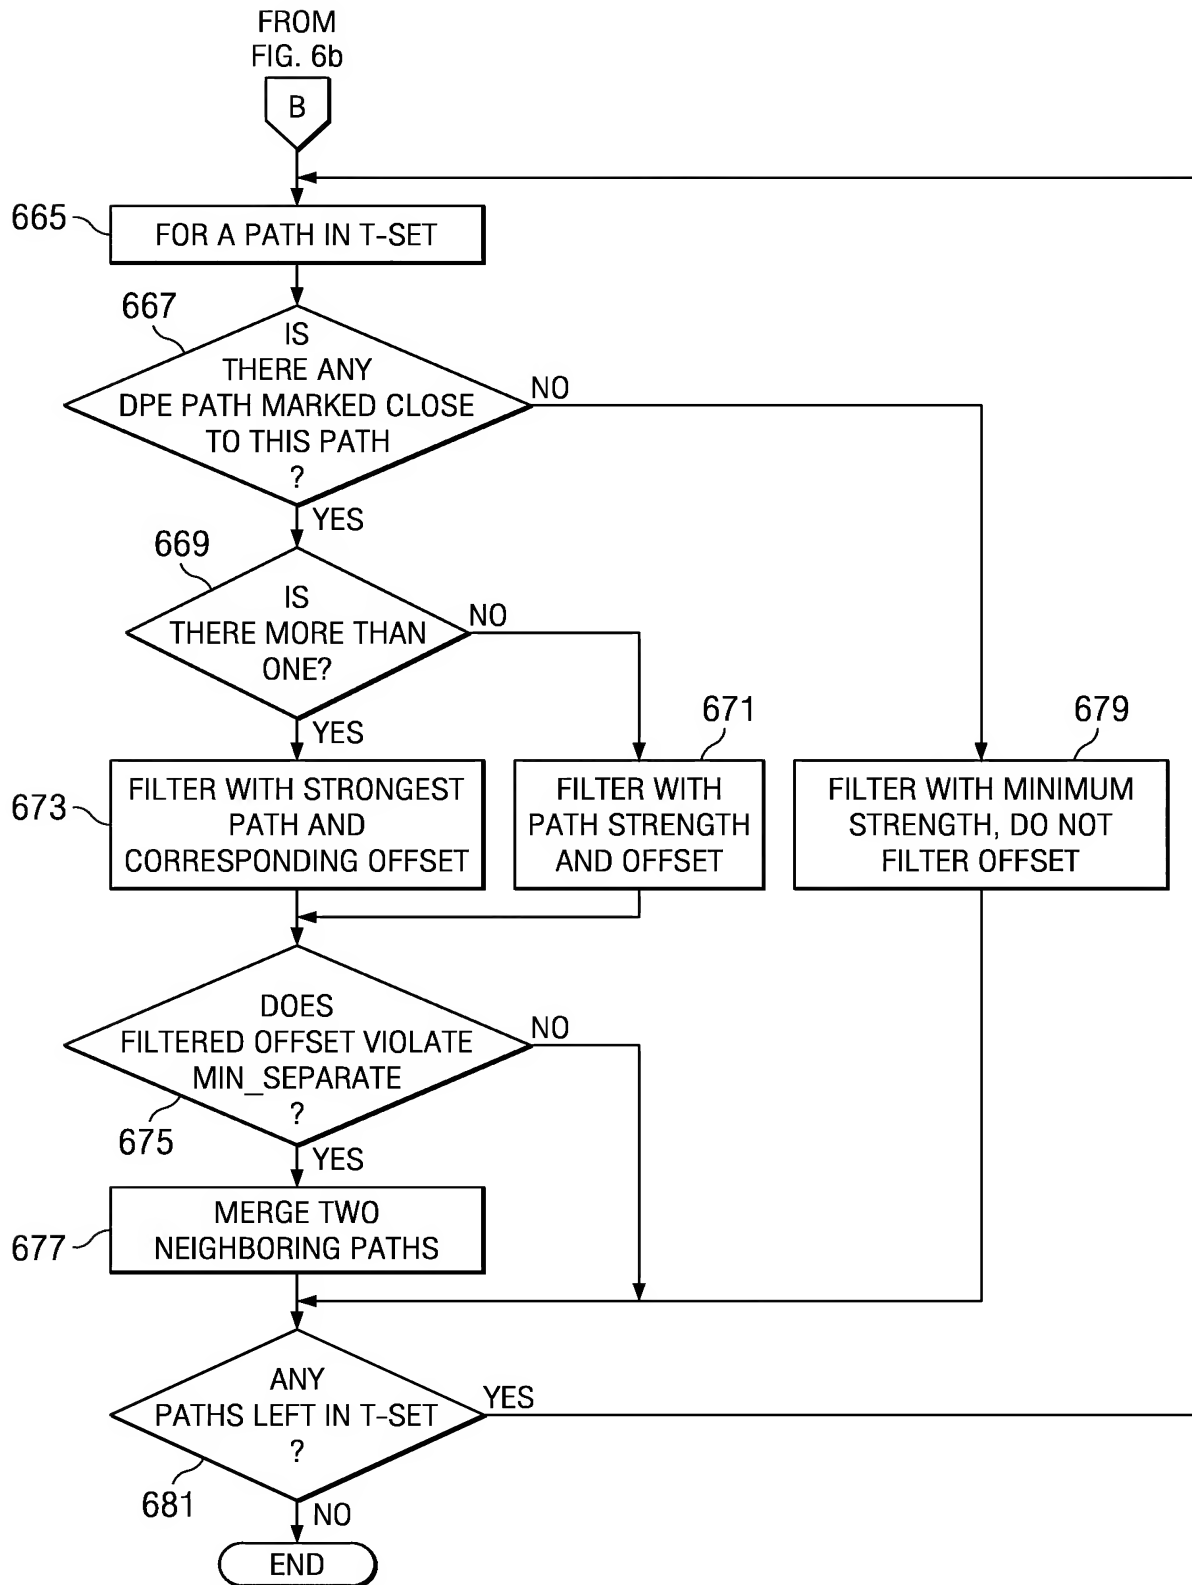 FROM
FIG. 6b
B
665
FOR A PATH IN T-SET
667
IS
THERE ANY
DPE PATH MARKED CLOSE
TO THIS PATH
?
NO
YES
669
IS
THERE MORE THAN
ONE?
NO
YES
671
679
673
FILTER WITH STRONGEST
PATH AND
CORRESPONDING OFFSET
FILTER WITH
PATH STRENGTH
AND OFFSET
FILTER WITH MINIMUM
STRENGTH, DO NOT
FILTER OFFSET
DOES
FILTERED OFFSET VIOLATE
MIN_SEPARATE
?
NO
675
YES
677
MERGE TWO
NEIGHBORING PATHS
ANY
PATHS LEFT IN T-SET
?
YES
681
NO
END